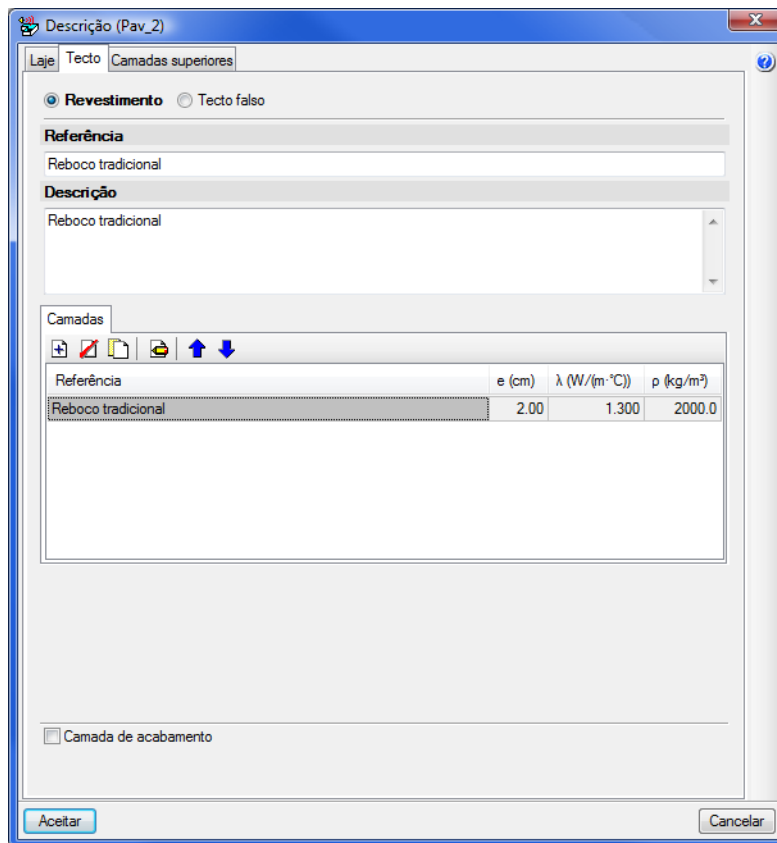 Descrição (Pav_2)
Laje Tecto Camadas superiores
Revestimento Tecto falso
Referência
Reboco tradicional
Descrição
Reboco tradicional
Camadas
Referência e (cm) λ (W/(m·°C)) ρ (kg/m³)
Reboco tradicional 2.00 1.300 2000.0
Camada de acabamento
Aceitar Cancelar